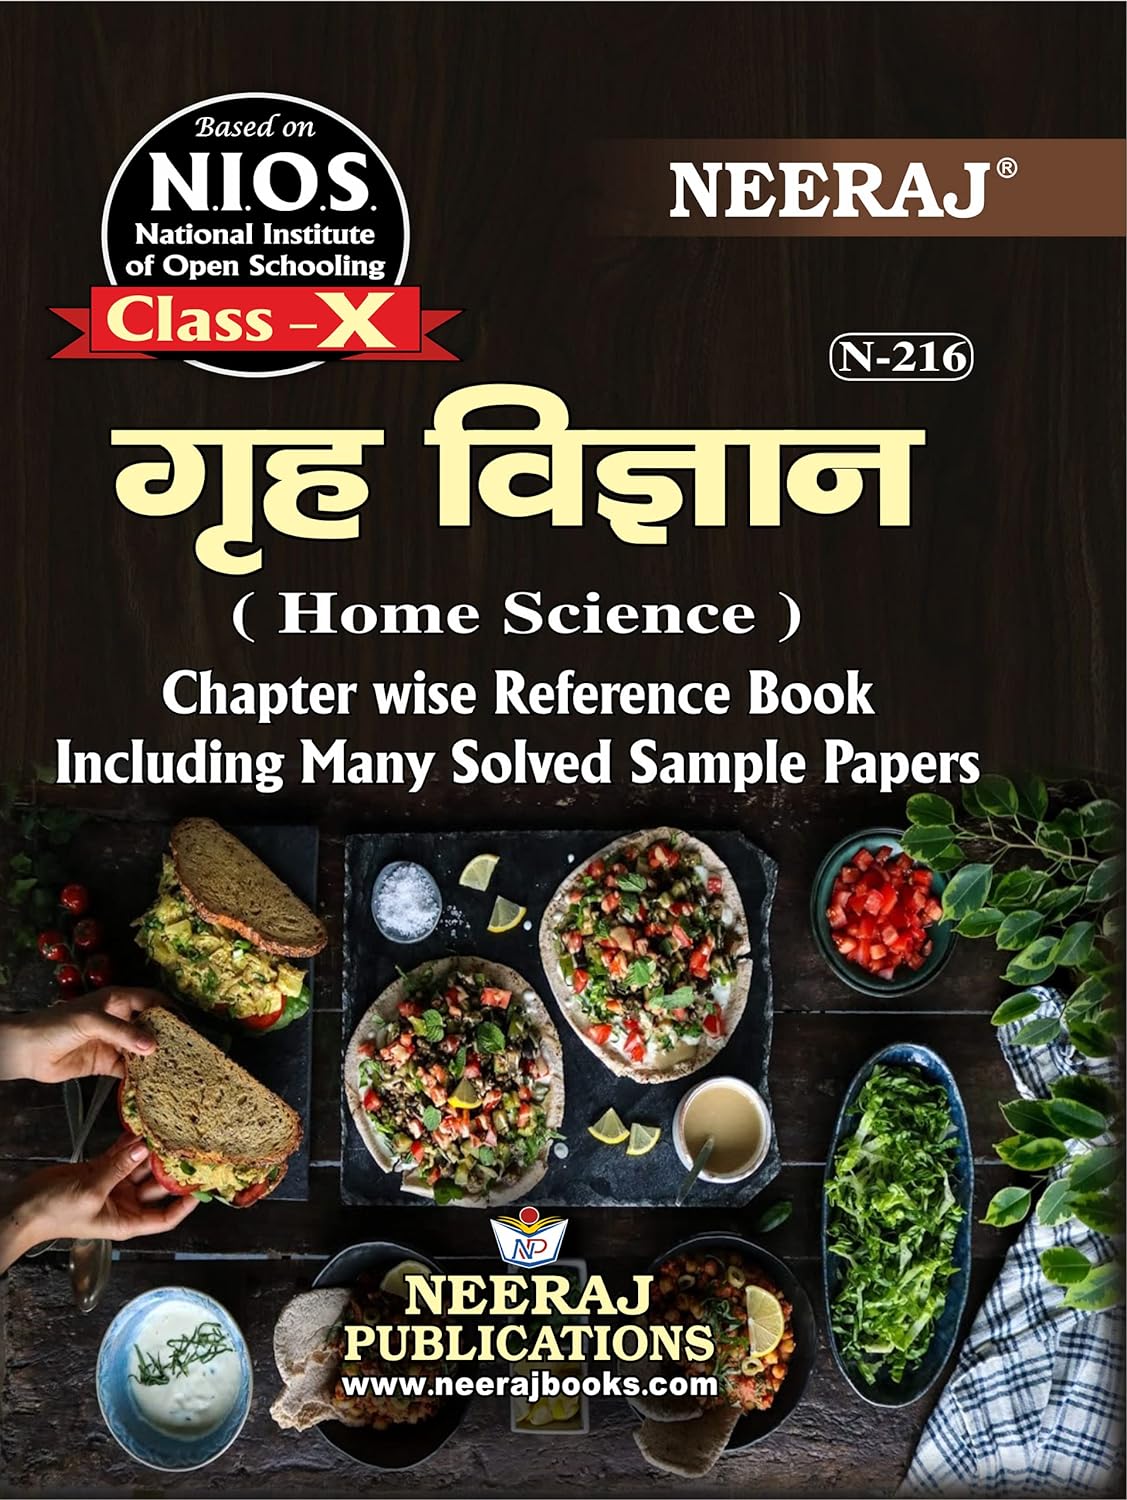 Based on
N.I.O.S.
National Institute
of Open Schooling
Class -X
NEERAJ®
N-216
गृह विज्ञान
( Home Science )
Chapter wise Reference Book
Including Many Solved Sample Papers
NP
NEERAJ
PUBLICATIONS
www.neerajbooks.com